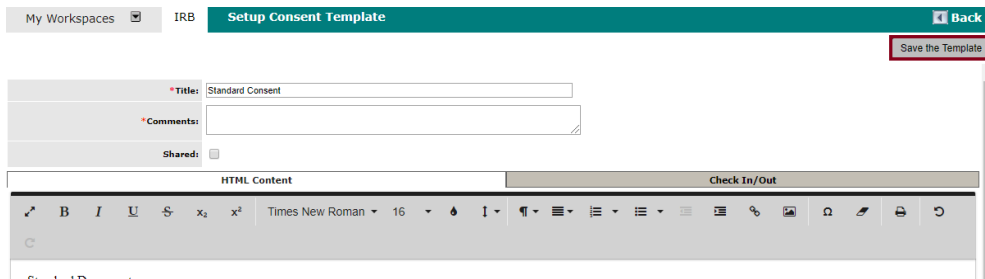 My Workspaces IRB Setup Consent Template Back
Save the Template
*Title: Standard Consent
*Comments:
Shared:
HTML Content Check In/Out
B I U S x₂ x² Times New Roman 16 ¶ Ω